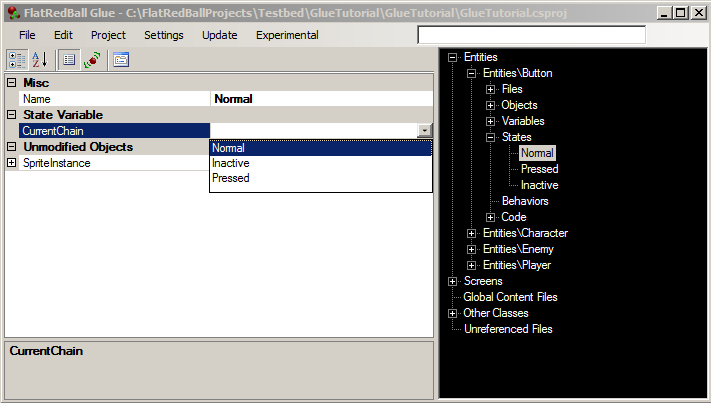 FlatRedBall Glue - C:\FlatRedBallProjects\Testbed\GlueTutorial\GlueTutorial\GlueTutorial.csproj
File Edit Project Settings Update Experimental
Misc
Name Normal
State Variable
CurrentChain
Unmodified Objects
SpriteInstance
Normal
Inactive
Pressed
CurrentChain
Entities
Entities\Button
Files
Objects
Variables
States
Normal
Pressed
Inactive
Behaviors
Code
Entities\Character
Entities\Enemy
Entities\Player
Screens
Global Content Files
Other Classes
Unreferenced Files